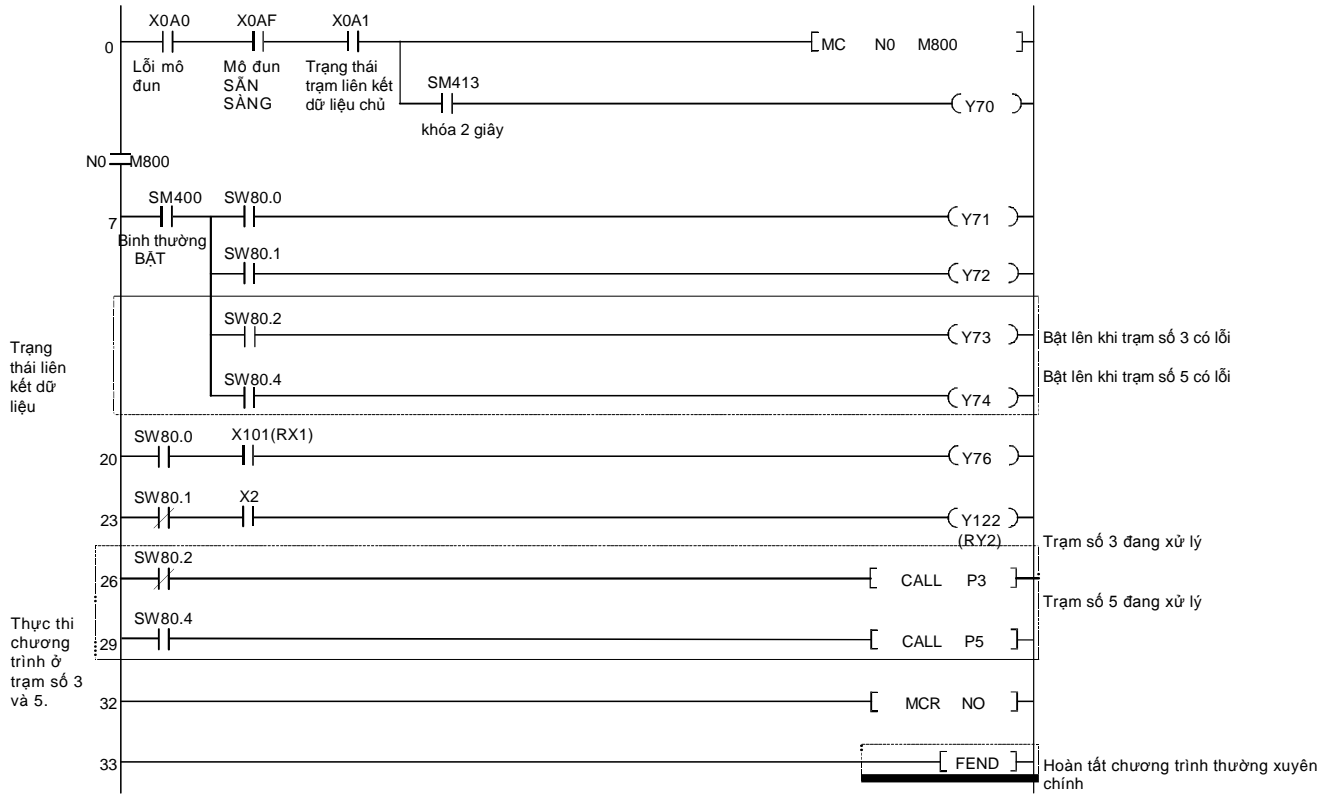 X0A0 X0AF X0A1
0 MC N0 M800
Lỗi mô
đun
Mô đun
SẴN
SÀNG
Trạng thái
trạm liên kết
dữ liệu chủ
SM413
Y70
khóa 2 giây
N0 M800
SM400 SW80.0
7 Y71
Binh thường
BẬT
SW80.1
Y72
SW80.2
Y73 Bật lên khi trạm số 3 có lỗi
Trạng
thái liên
kết dữ
liệu
SW80.4 Bật lên khi trạm số 5 có lỗi
Y74
SW80.0 X101(RX1)
20 Y76
SW80.1 X2
23 Y122
(RY2) Trạm số 3 đang xử lý
SW80.2
26 CALL P3
Trạm số 5 đang xử lý
SW80.4
29 CALL P5
Thực thi
chương
trình ở
trạm số 3
và 5.
32 MCR NO
33 FEND Hoàn tất chương trình thường xuyên
chính